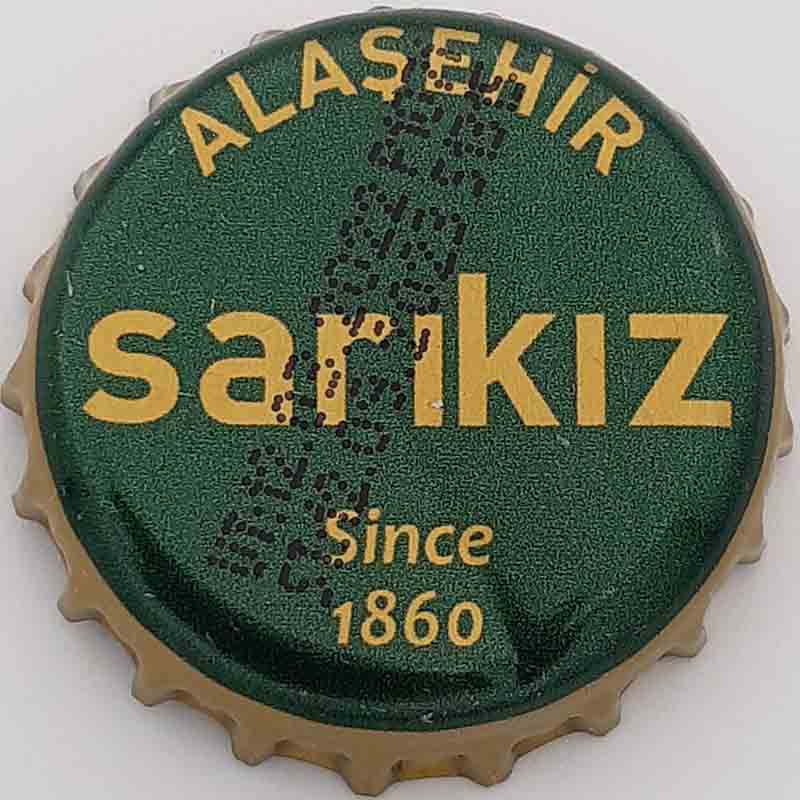 ALAŞEHİR
sarıkız
Since
1860